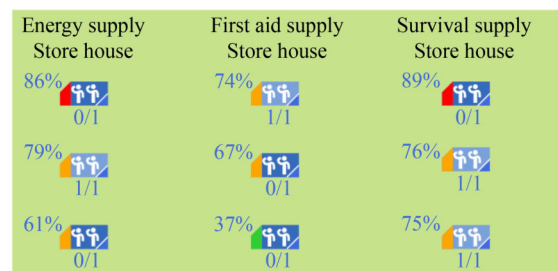 Energy supply First aid supply Survival supply
Store house Store house Store house
86% 74% 89%
0/1 1/1 0/1
79% 67% 76%
1/1 0/1 1/1
61% 37% 75%
0/1 0/1 1/1